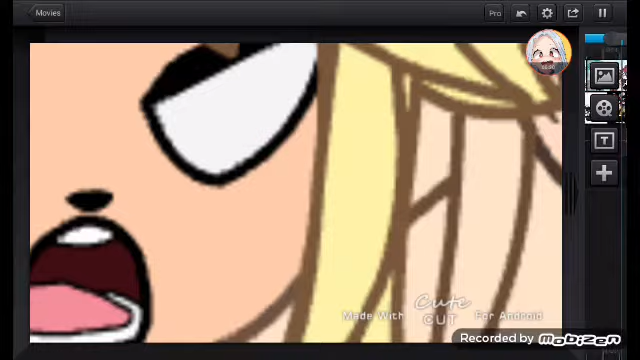 Movies
Pro
T
Made With Cute CUT For Android
Recorded by mobizen